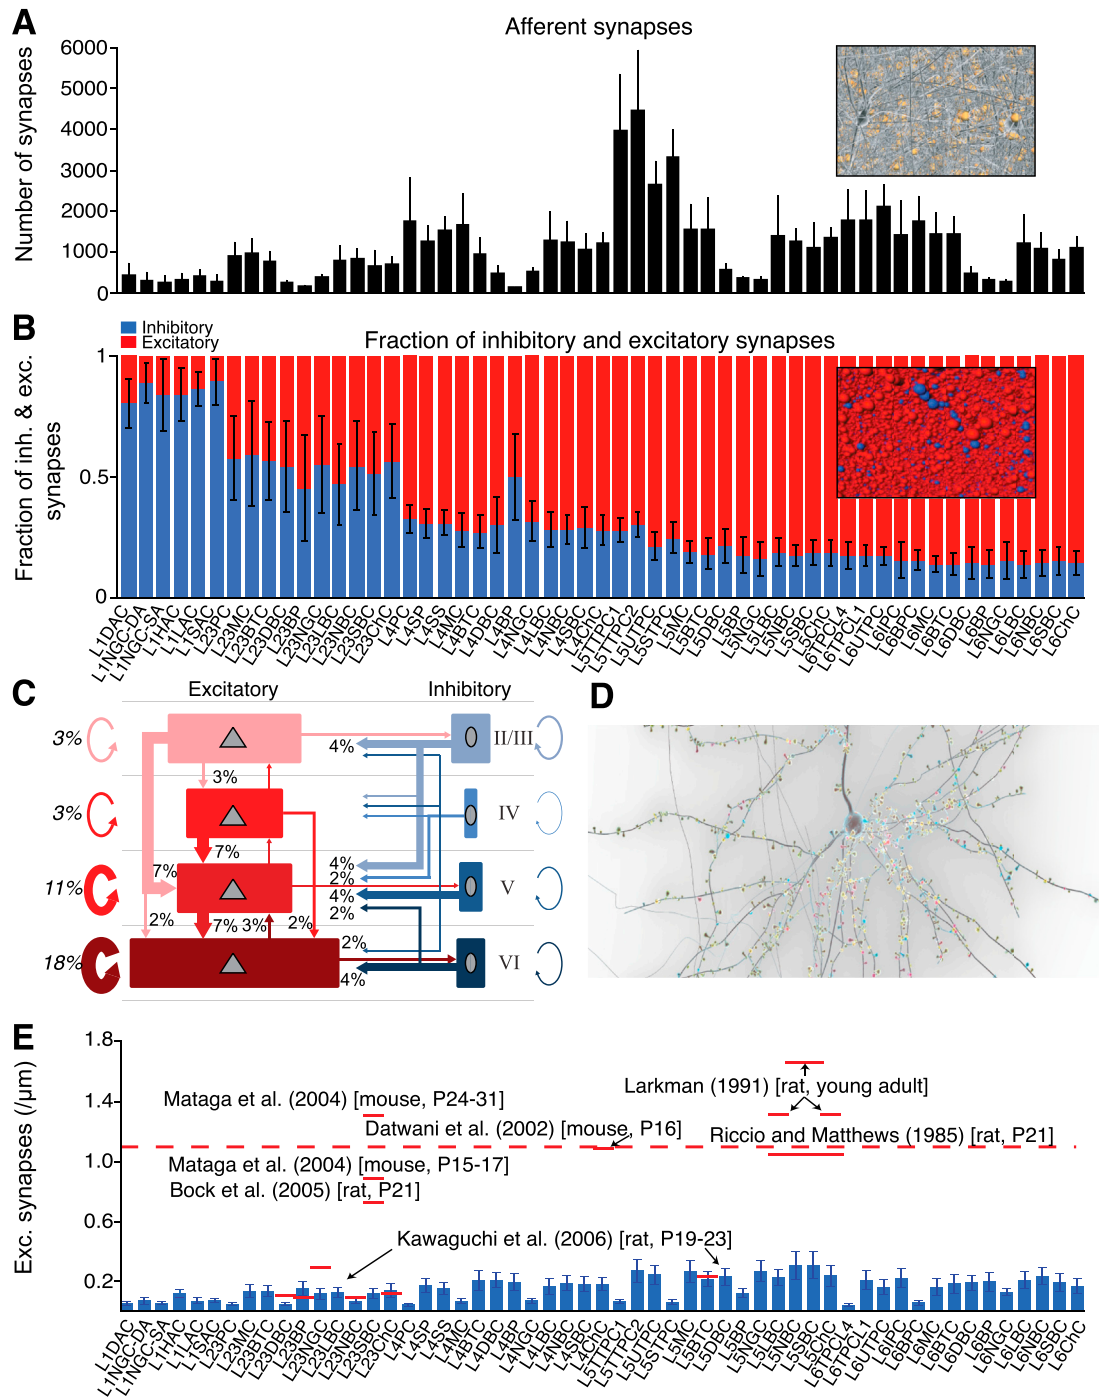 A
Afferent synapses
Number of synapses
6000
5000
4000
3000
2000
1000
0
B
Inhibitory
Excitatory
Fraction of inhibitory and excitatory synapses
Fraction of inh. & exc.
synapses
1
0.5
0
L1DAC
L1NGC-DA
L1NGC-SA
L1HAC
L1LAC
L1SAC
L23PC
L23MC
L23BTC
L23DBC
L23BP
L23NGC
L23LBC
L23NBC
L23SBC
L23ChC
L4PC
L4SP
L4SS
L4MC
L4BTC
L4DBC
L4BP
L4NGC
L4LBC
L4NBC
L4SBC
L4ChC
L5TTPC1
L5TTPC2
L5UTPC
L5STPC
L5MC
L5BTC
L5DBC
L5BP
L5NGC
L5LBC
L5NBC
L5SBC
L5ChC
L6TPCL4
L6TPCL1
L6UTPC
L6IPC
L6BPC
L6MC
L6BTC
L6DBC
L6BP
L6NGC
L6LBC
L6NBC
L6SBC
L6ChC
C
Excitatory
Inhibitory
3%
4%
II/III
3%
3%
IV
7%
7%
4%
2%
11%
4%
V
2%
2%
7%
3%
2%
2%
18%
4%
VI
D
E
Exc. synapses (/µm)
1.8
1.4
1.0
0.6
0.2
Larkman (1991) [rat, young adult]
Mataga et al. (2004) [mouse, P24-31]
Datwani et al. (2002) [mouse, P16]
Riccio and Matthews (1985) [rat, P21]
Mataga et al. (2004) [mouse, P15-17]
Bock et al. (2005) [rat, P21]
Kawaguchi et al. (2006) [rat, P19-23]
L1DAC
L1NGC-DA
L1NGC-SA
L1HAC
L1LAC
L1SAC
L23PC
L23MC
L23BTC
L23DBC
L23BP
L23NGC
L23LBC
L23NBC
L23SBC
L23ChC
L4PC
L4SP
L4SS
L4MC
L4BTC
L4DBC
L4BP
L4NGC
L4LBC
L4NBC
L4SBC
L4ChC
L5TTPC1
L5TTPC2
L5UTPC
L5STPC
L5MC
L5BTC
L5DBC
L5BP
L5NGC
L5LBC
L5NBC
L5SBC
L5ChC
L6TPCL4
L6TPCL1
L6UTPC
L6IPC
L6BPC
L6MC
L6BTC
L6DBC
L6BP
L6NGC
L6LBC
L6NBC
L6SBC
L6ChC